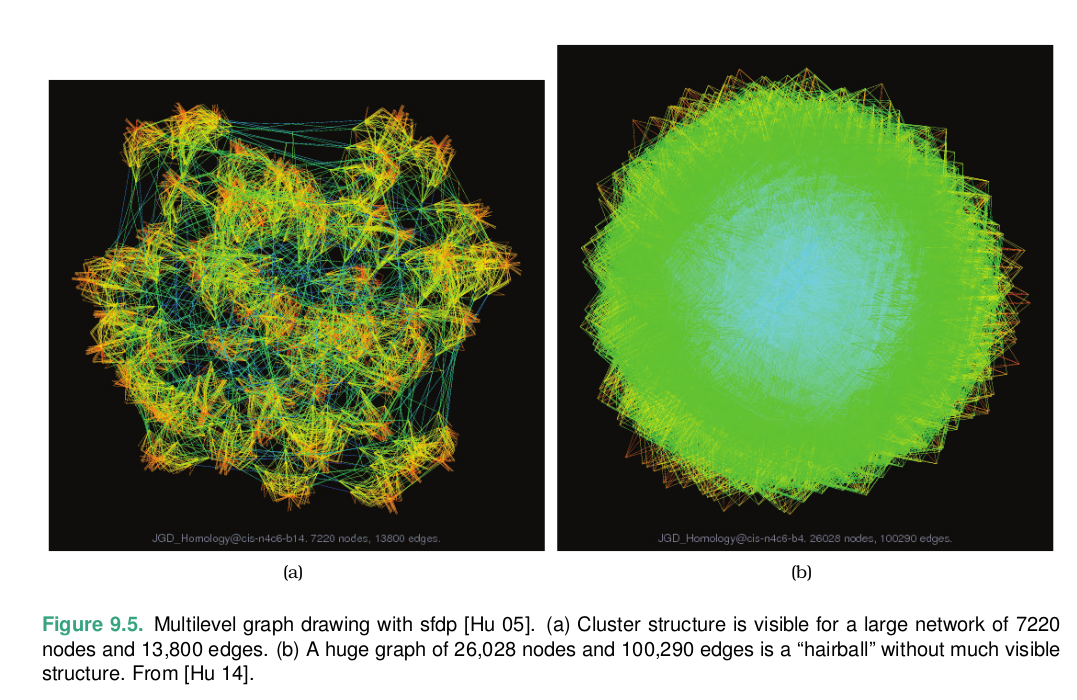 JGD_Homology@cis-n4c6-b14. 7220 nodes, 13800 edges.
JGD_Homology@cis-n4c6-b4. 26028 nodes, 100290 edges.
(a)
(b)
Figure 9.5. Multilevel graph drawing with sfdp [Hu 05]. (a) Cluster structure is visible for a large network of 7220
nodes and 13,800 edges. (b) A huge graph of 26,028 nodes and 100,290 edges is a “hairball” without much visible
structure. From [Hu 14].